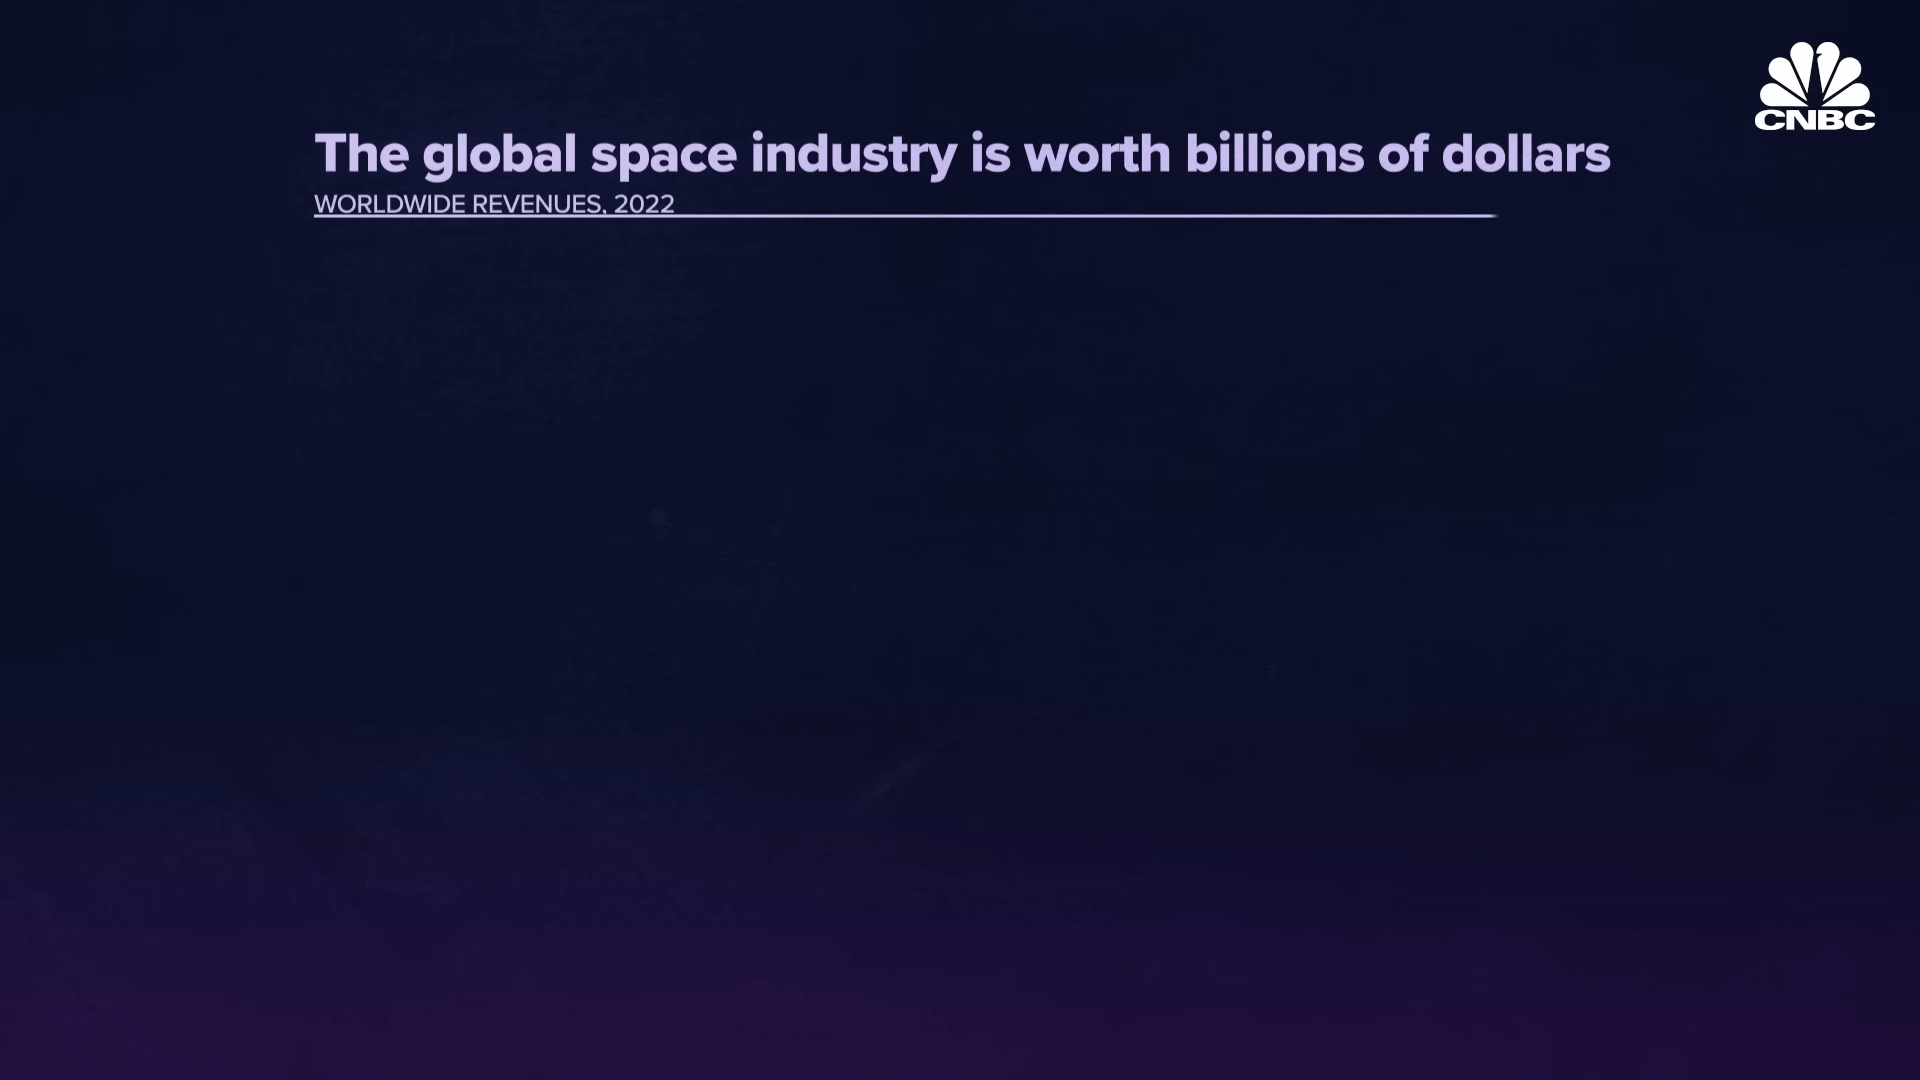 CNBC
The global space industry is worth billions of dollars
WORLDWIDE REVENUES, 2022